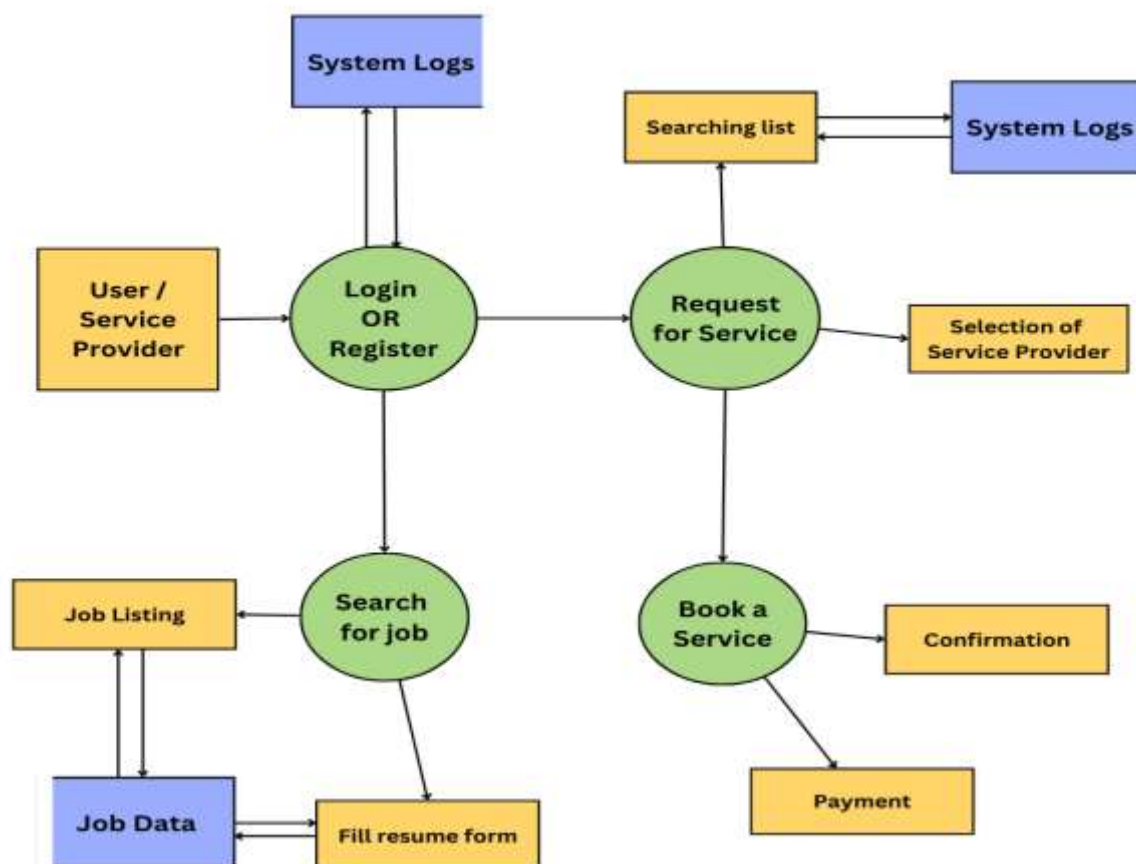 System Logs
Searching list
System Logs
User /
Service
Provider
Login
OR
Register
Request
for Service
Selection of
Service Provider
Job Listing
Search
for job
Book a
Service
Confirmation
Job Data
Fill resume form
Payment